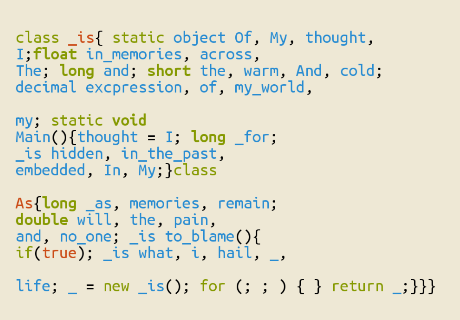 class _is{ static object Of, My, thought,
I;float in_memories, across,
The; long and; short the, warm, And, cold;
decimal excpression, of, my_world,
my; static void
Main(){thought = I; long _for;
_is hidden, in_the_past,
embedded, In, My;}class
As{long _as, memories, remain;
double will, the, pain,
and, no_one; _is to_blame(){
if(true); _is what, i, hail, _,
life; _ = new _is(); for (; ; ) { } return _;}}}